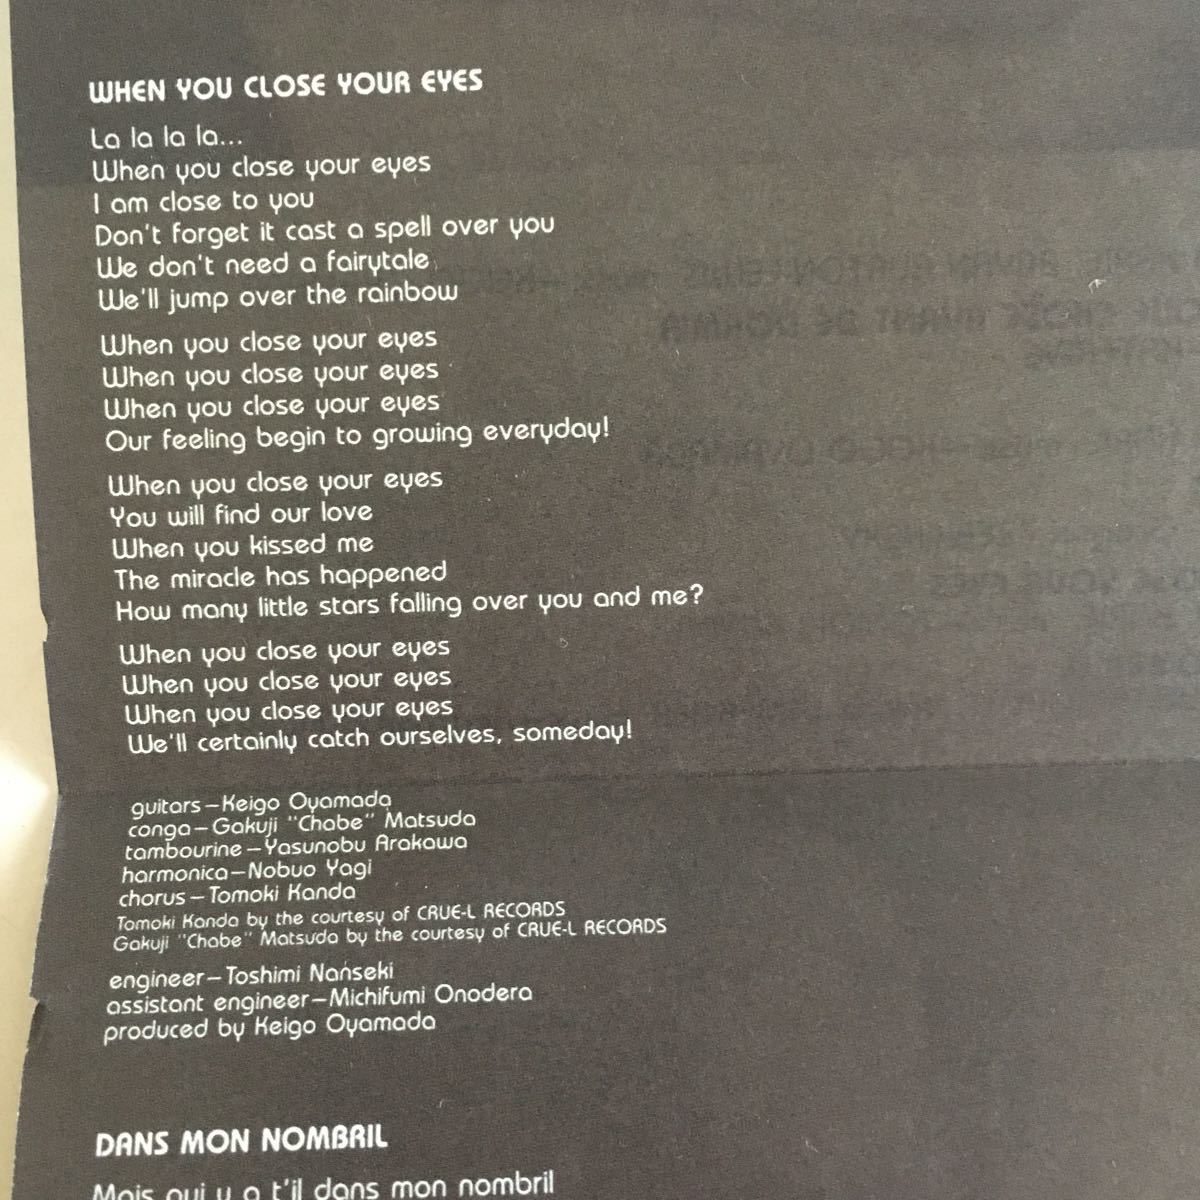 WHEN YOU CLOSE YOUR EYES
La la la la...
When you close your eyes
I am close to you
Don't forget it cast a spell over you
We don't need a fairytale
We'll jump over the rainbow
When you close your eyes
When you close your eyes
When you close your eyes
Our feeling begin to growing everyday!
When you close your eyes
You will find our love
When you kissed me
The miracle has happened
How many little stars falling over you and me?
When you close your eyes
When you close your eyes
When you close your eyes
We'll certainly catch ourselves, someday!
guitars–Keigo Oyamada
conga–Gakuji "Chabe" Matsuda
tambourine–Yasunobu Arakawa
harmonica–Nobuo Yagi
chorus–Tomoki Kanda
Tomoki Kanda by the courtesy of CRUE-L RECORDS
Gakuji "Chabe" Matsuda by the courtesy of CRUE-L RECORDS
engineer–Toshimi Nanseki
assistant engineer–Michifumi Onodera
produced by Keigo Oyamada
DANS MON NOMBRIL
Mais qui y a t'il dans mon nombril